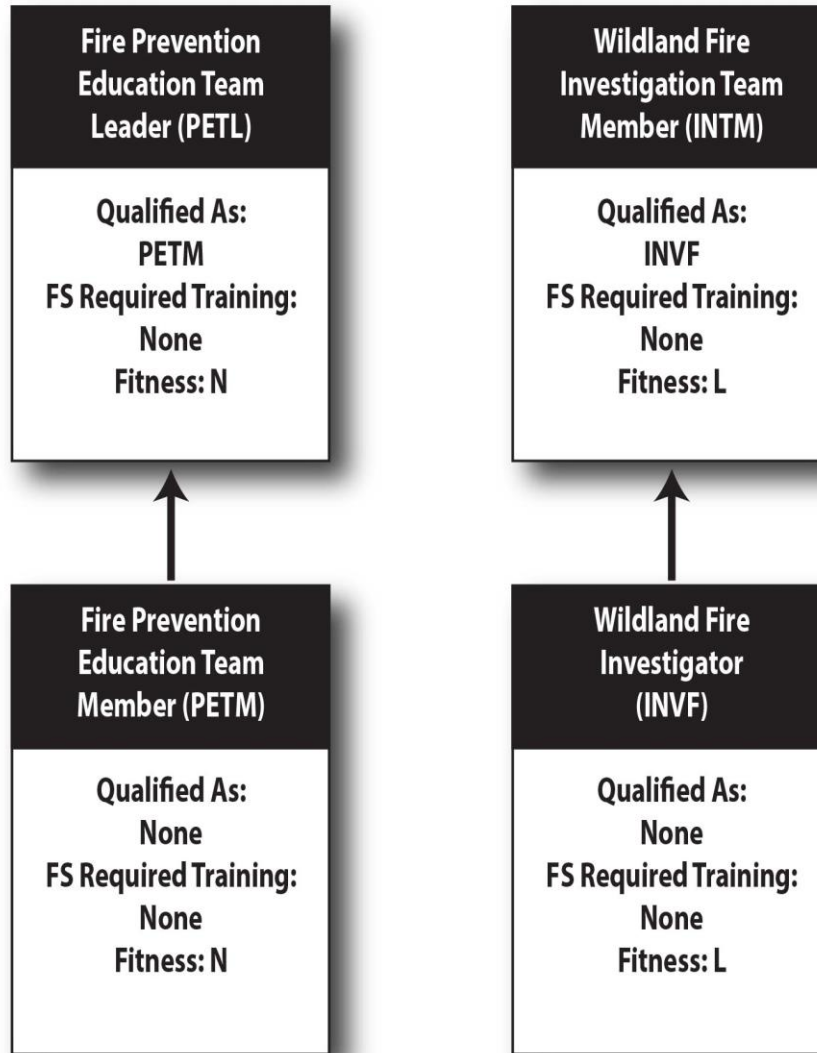 Fire Prevention
Education Team
Leader (PETL)
Qualified As:
PETM
FS Required Training:
None
Fitness: N
Wildland Fire
Investigation Team
Member (INTM)
Qualified As:
INVF
FS Required Training:
None
Fitness: L
Fire Prevention
Education Team
Member (PETM)
Qualified As:
None
FS Required Training:
None
Fitness: N
Wildland Fire
Investigator
(INVF)
Qualified As:
None
FS Required Training:
None
Fitness: L